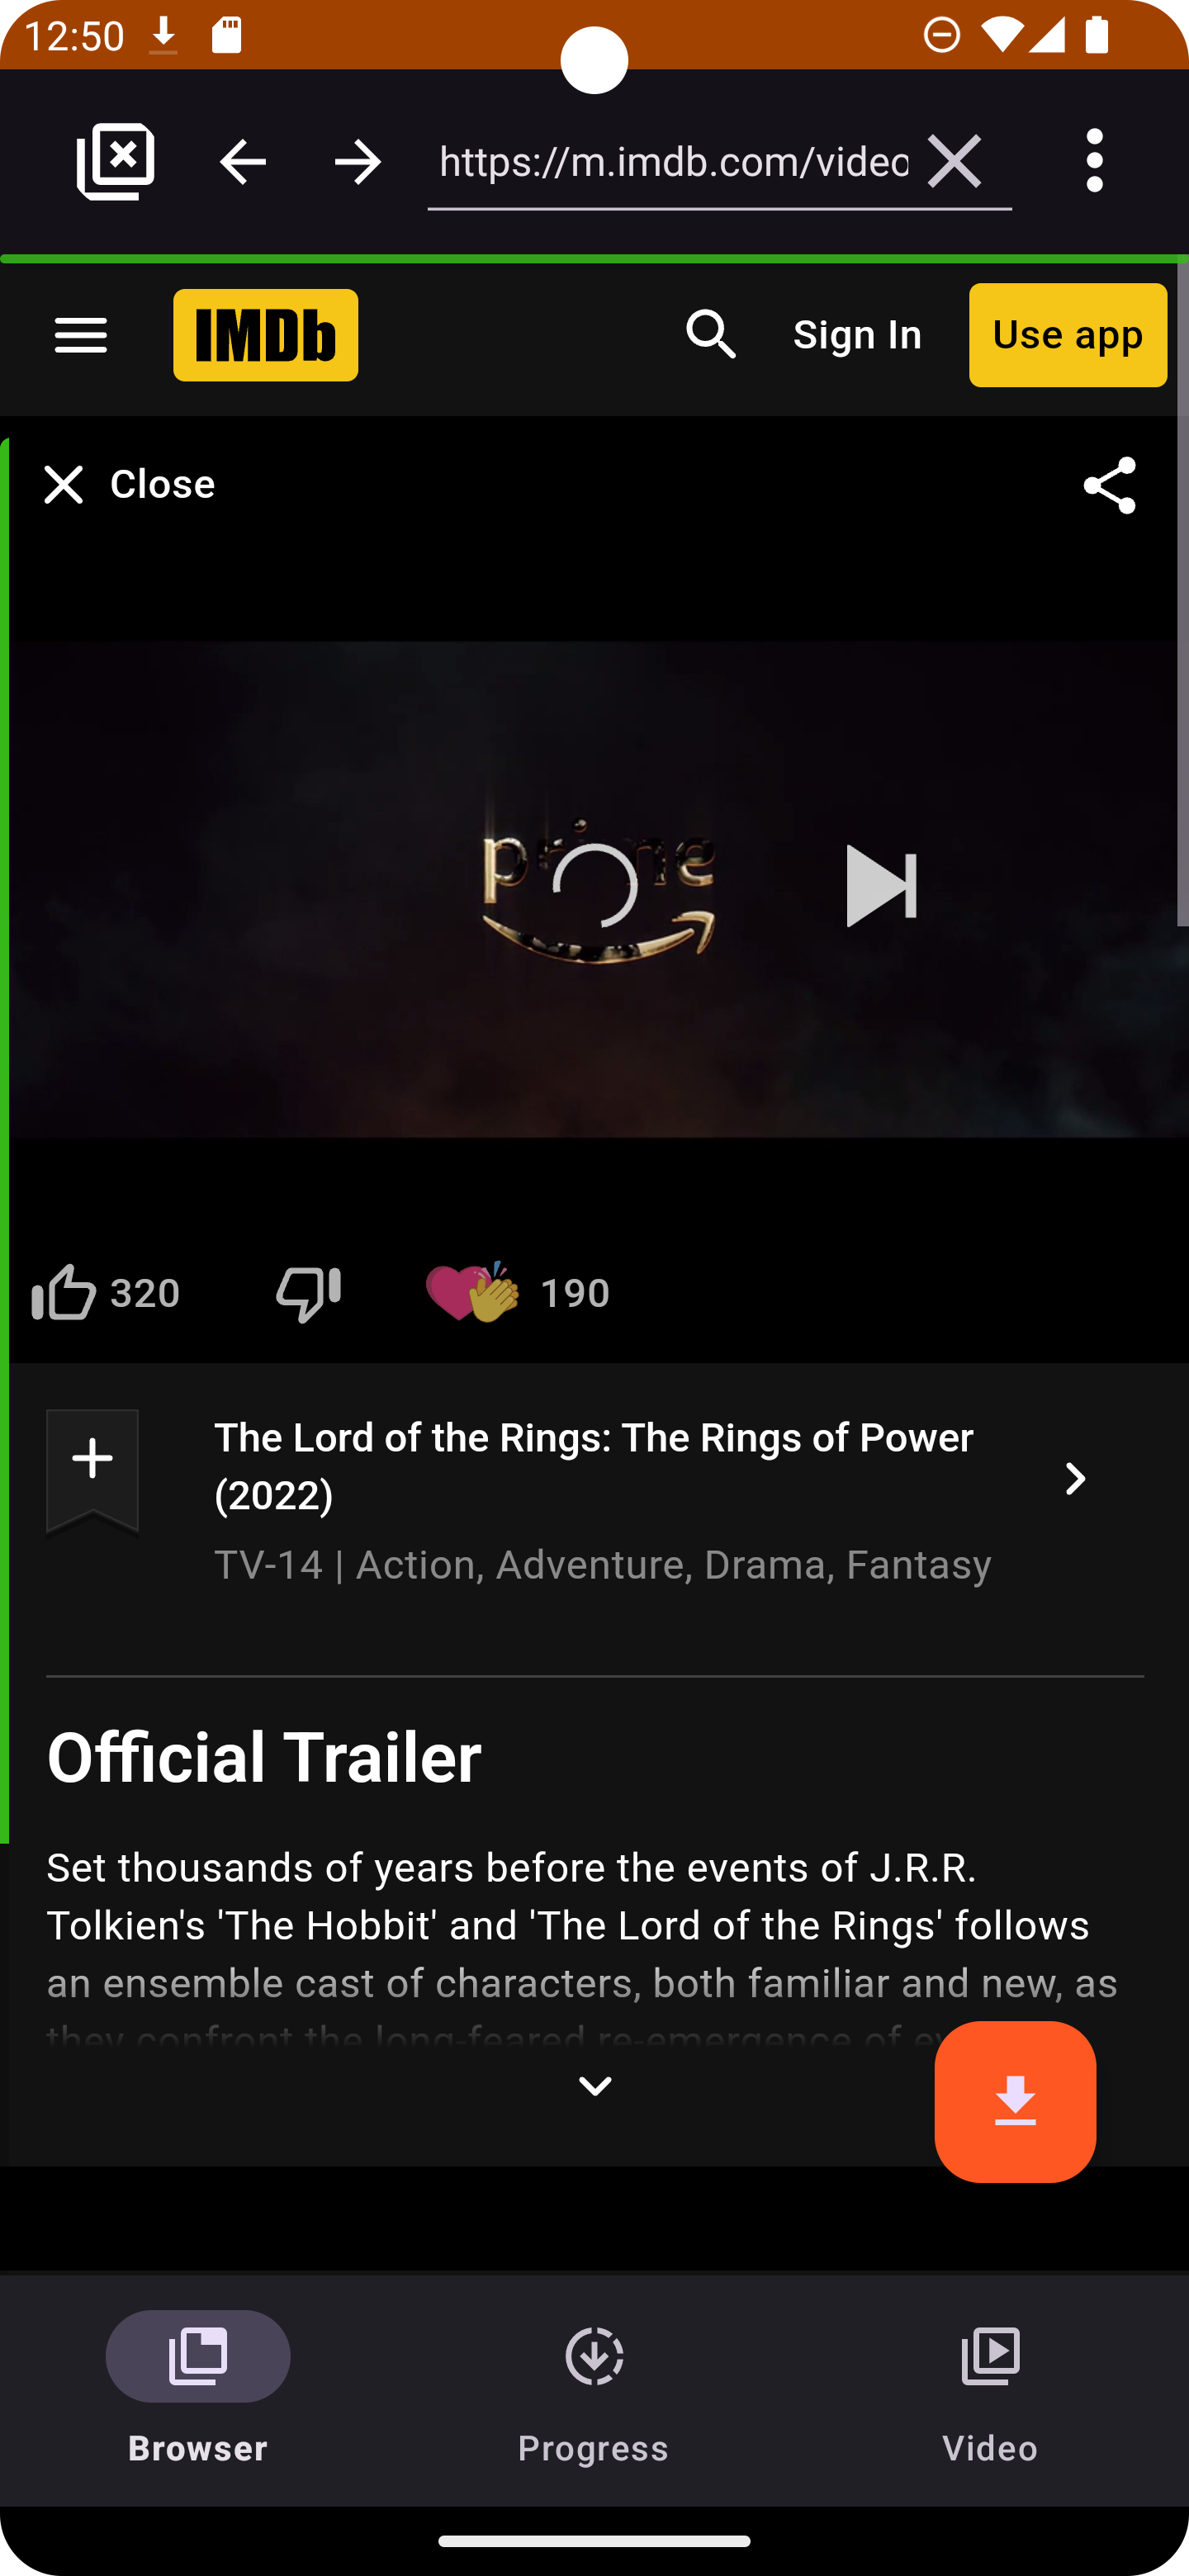 12:50
https://m.imdb.com/video
IMDb
Sign In
Use app
Close
prime
320
190
The Lord of the Rings: The Rings of Power
(2022)
TV-14 | Action, Adventure, Drama, Fantasy
Official Trailer
Set thousands of years before the events of J.R.R.
Tolkien's 'The Hobbit' and 'The Lord of the Rings' follows
an ensemble cast of characters, both familiar and new, as
they confront the long-feared re-emergence of
Browser
Progress
Video